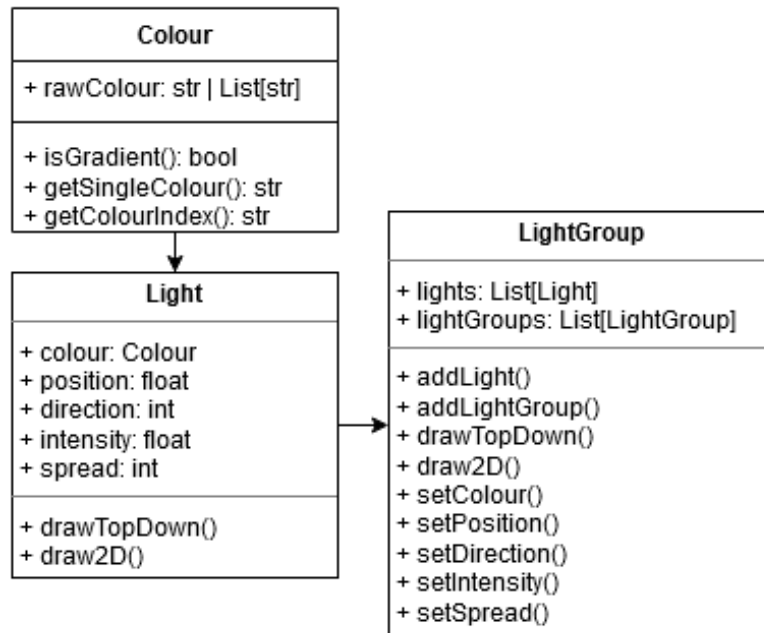 Colour
+ rawColour: str | List[str]
+ isGradient(): bool
+ getSingleColour(): str
+ getColourIndex(): str
Light
+ colour: Colour
+ position: float
+ direction: int
+ intensity: float
+ spread: int
+ drawTopDown()
+ draw2D()
LightGroup
+ lights: List[Light]
+ lightGroups: List[LightGroup]
+ addLight()
+ addLightGroup()
+ drawTopDown()
+ draw2D()
+ setColour()
+ setPosition()
+ setDirection()
+ setIntensity()
+ setSpread()